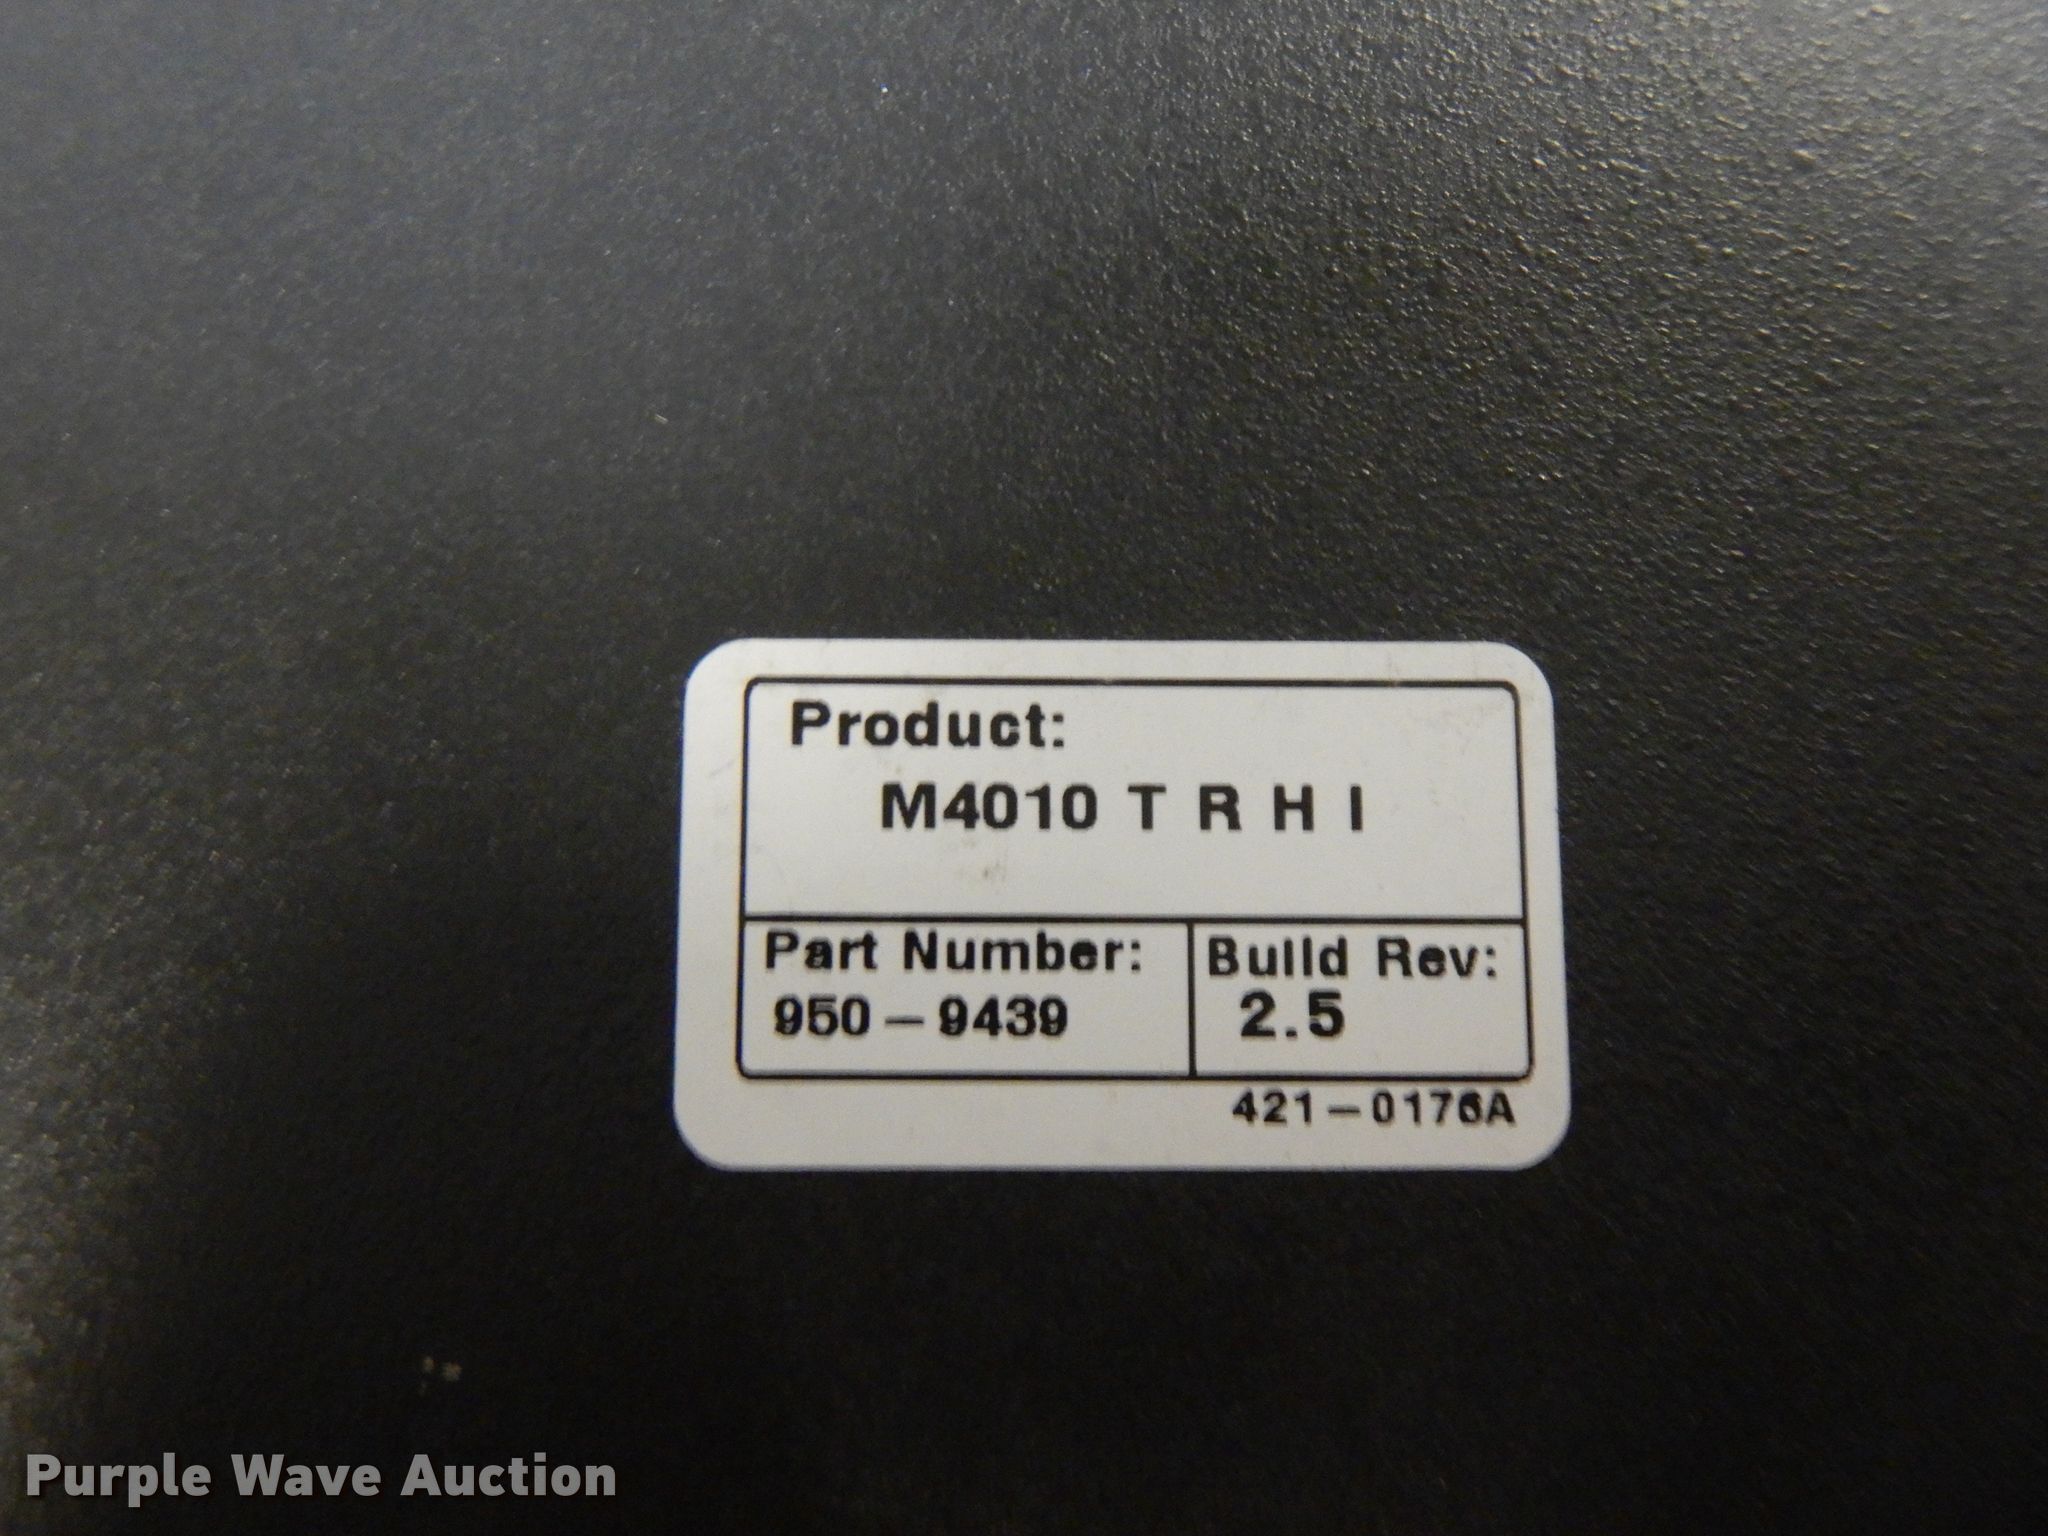 Product:
M4010 T R H I
Part Number:
950-9439
Build Rev:
2.5
421-0176A
Purple Wave Auction